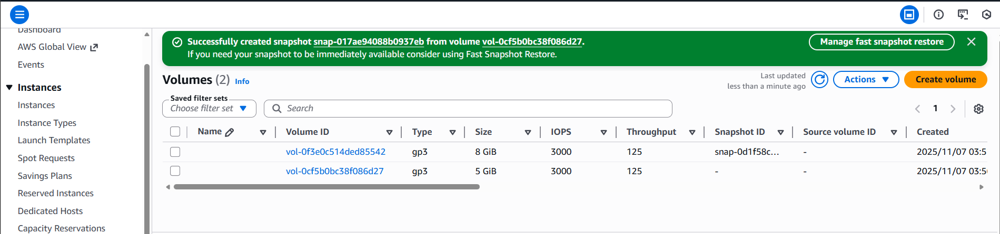 Dashboard
AWS Global View
Events
Instances
Instances
Instance Types
Launch Templates
Spot Requests
Savings Plans
Reserved Instances
Dedicated Hosts
Capacity Reservations
Successfully created snapshot snap-017ae94088b0937eb from volume vol-0cf5b0bc38f086d27.
If you need your snapshot to be immediately available consider using Fast Snapshot Restore.
Manage fast snapshot restore
Volumes (2) Info
Last updated
less than a minute ago
Actions
Create volume
Saved filter sets
Choose filter set
Search
1
Name Volume ID Type Size IOPS Throughput Snapshot ID Source volume ID Created
vol-0f3e0c514ded85542 gp3 8 GiB 3000 125 snap-0d1f58c... - 2025/11/07 03:5
vol-0cf5b0bc38f086d27 gp3 5 GiB 3000 125 - - 2025/11/07 03:5